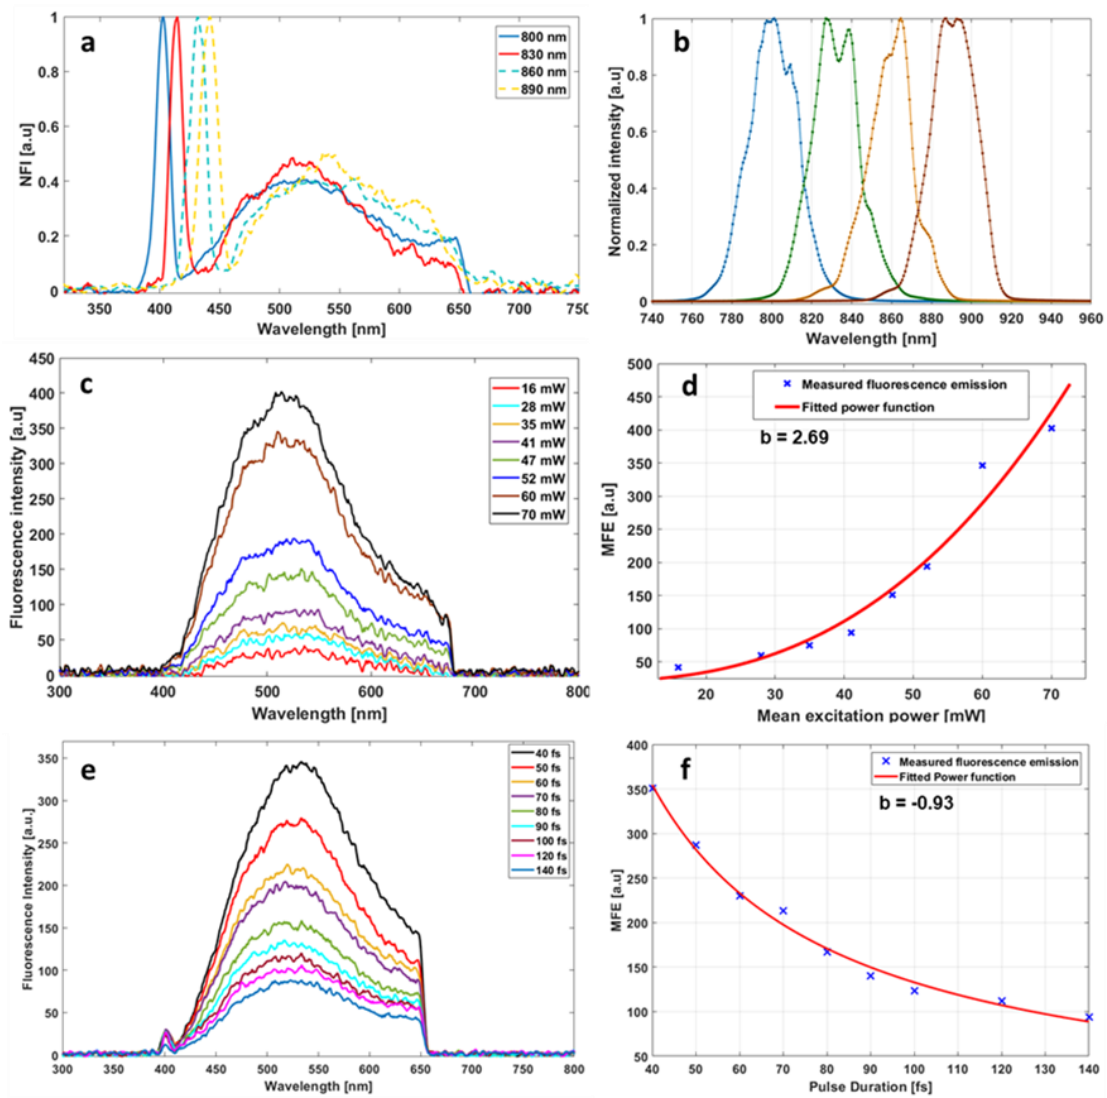 a
800 nm
830 nm
860 nm
890 nm
NFI [a.u]
1
0.8
0.6
0.4
0.2
0
350 400 450 500 550 600 650 700 750
Wavelength [nm]
b
Normalized intensity [a.u]
1
0.8
0.6
0.4
0.2
0
740 760 780 800 820 840 860 880 900 920 940 960
Wavelength [nm]
c
16 mW
28 mW
35 mW
41 mW
47 mW
52 mW
60 mW
70 mW
Fluorescence intensity [a.u]
450
400
350
300
250
200
150
100
50
0
300 400 500 600 700 800
Wavelength [nm]
d
Measured fluorescence emission
Fitted power function
b = 2.69
MFE [a.u]
500
450
400
350
300
250
200
150
100
50
20 30 40 50 60 70
Mean excitation power [mW]
e
40 fs
50 fs
60 fs
70 fs
80 fs
90 fs
100 fs
120 fs
140 fs
Fluorescence Intensity [a.u.]
350
300
250
200
150
100
50
0
300 350 400 450 500 550 600 650 700 750 800
Wavelength [nm]
f
Measured fluorescence emission
Fitted Power function
b = -0.93
MFE [a.u]
400
350
300
250
200
150
100
50
40 50 60 70 80 90 100 110 120 130 140
Pulse Duration [fs]